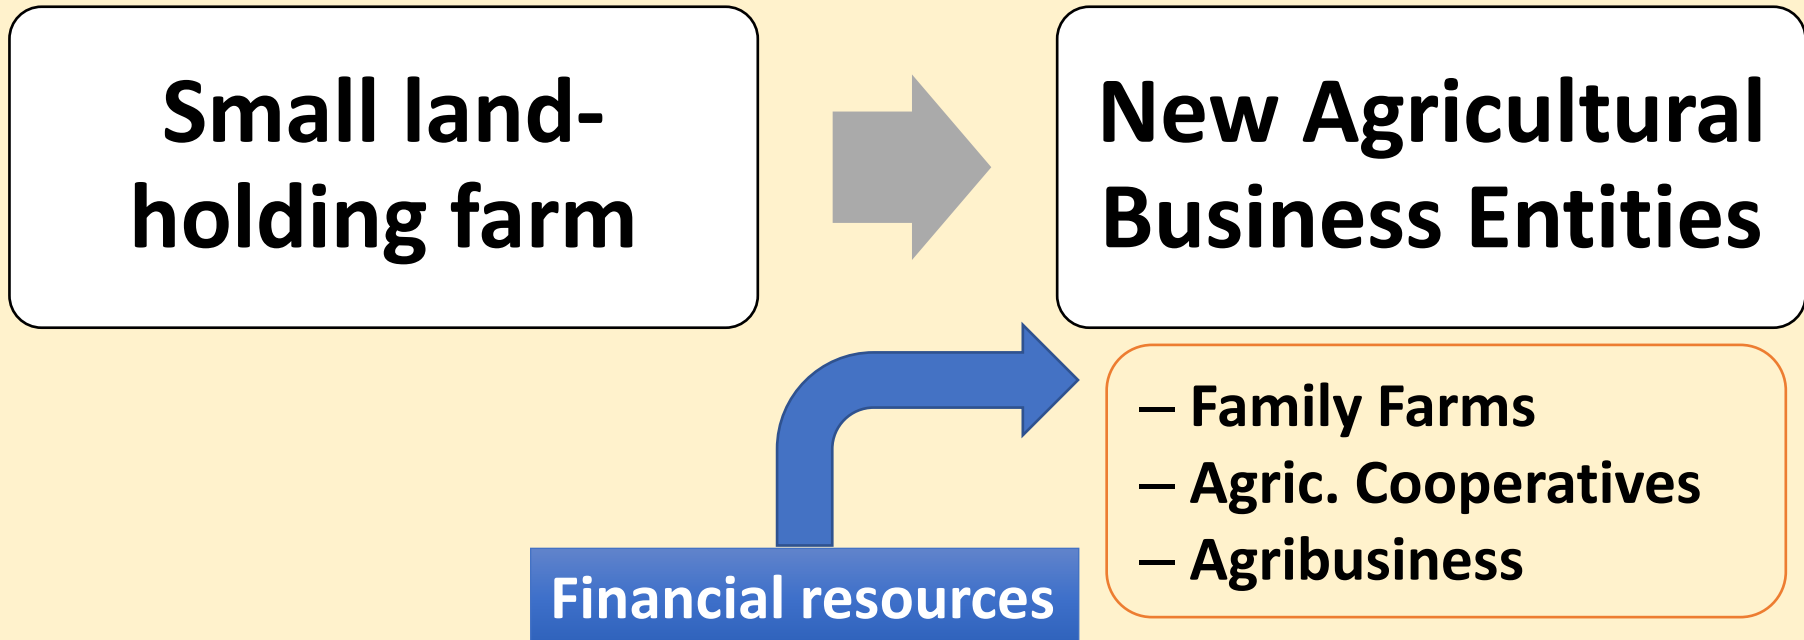 Small land-
holding farm
New Agricultural
Business Entities
– Family Farms
– Agric. Cooperatives
– Agribusiness
Financial resources